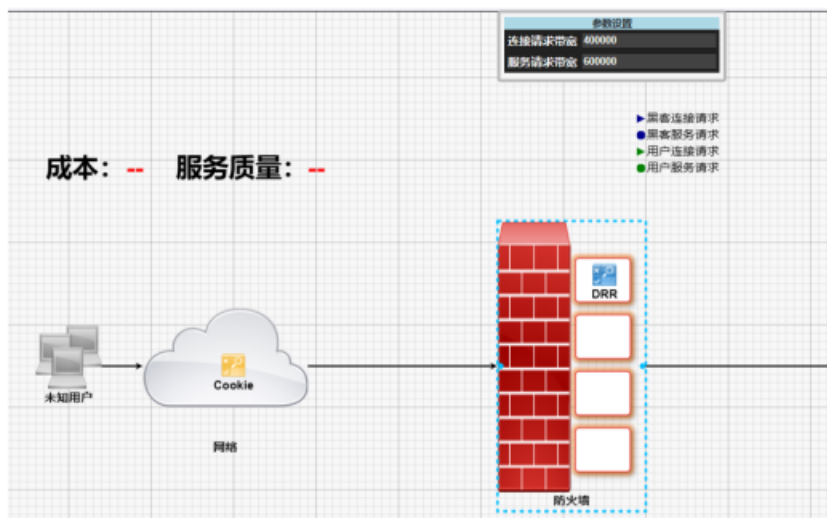 参数设置
连接请求带宽 400000
服务请求带宽 600000
黑客连接请求
黑客服务请求
用户连接请求
用户服务请求
成本：-- 服务质量：--
DRR
Cookie
未知用户
网络
防火墙